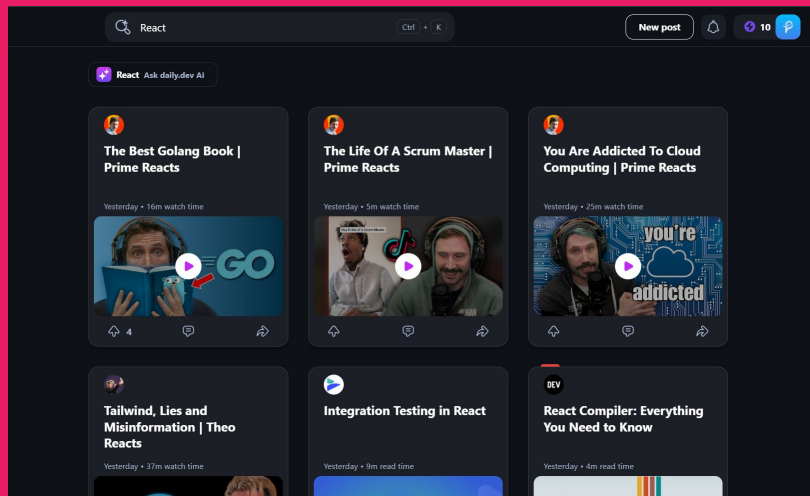 React
Ctrl + K
New post
10
React Ask daily.dev AI
The Best Golang Book |
Prime Reacts
Yesterday • 16m watch time
GO
4
The Life Of A Scrum Master |
Prime Reacts
Yesterday • 5m watch time
You Are Addicted To Cloud
Computing | Prime Reacts
Yesterday • 25m watch time
you're
addicted
Tailwind, Lies and
Misinformation | Theo
Reacts
Yesterday • 37m watch time
Integration Testing in React
Yesterday • 9m read time
DEV
React Compiler: Everything
You Need to Know
Yesterday • 4m read time